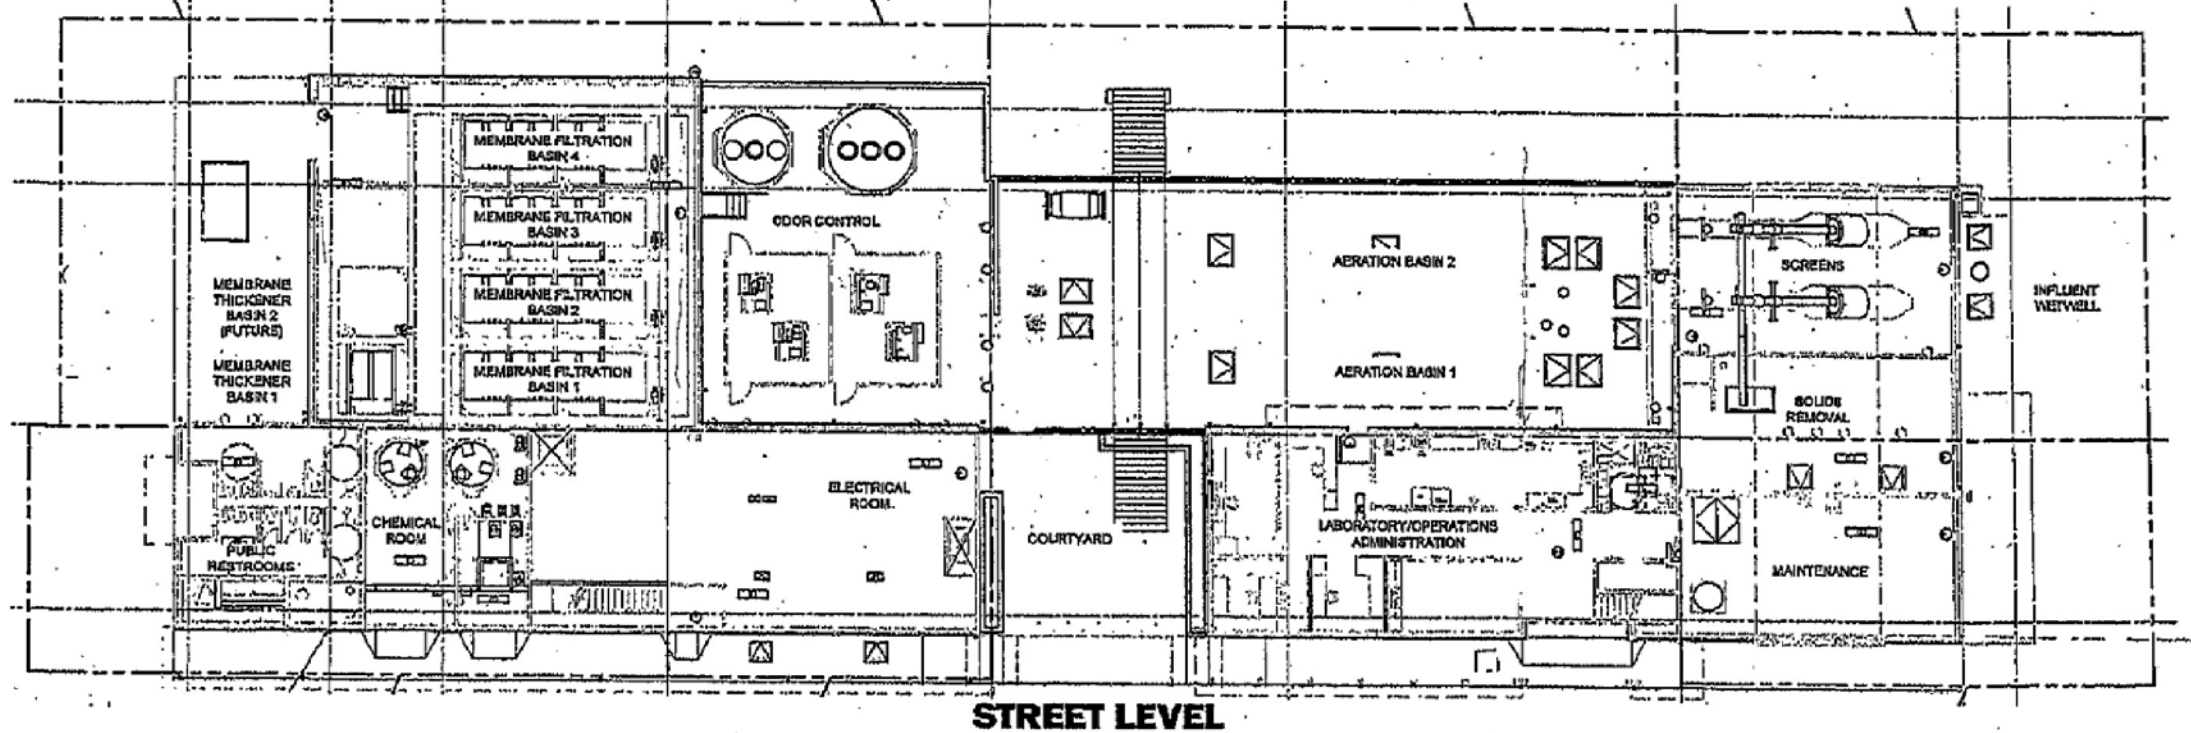 MEMBRANE FILTRATION
BASIN 4
MEMBRANE FILTRATION
BASIN 3
MEMBRANE FILTRATION
BASIN 2
MEMBRANE FILTRATION
BASIN 1
MEMBRANE
THICKENER
BASIN 2
(FUTURE)
MEMBRANE
THICKENER
BASIN 1
ODOR CONTROL
AERATION BASIN 2
AERATION BASIN 1
SCREENS
INFLUENT
WETWELL
SOLIDS
REMOVAL
PUBLIC
RESTROOMS
CHEMICAL
ROOM
ELECTRICAL
ROOM
COURTYARD
LABORATORY/OPERATIONS
ADMINISTRATION
MAINTENANCE
STREET LEVEL